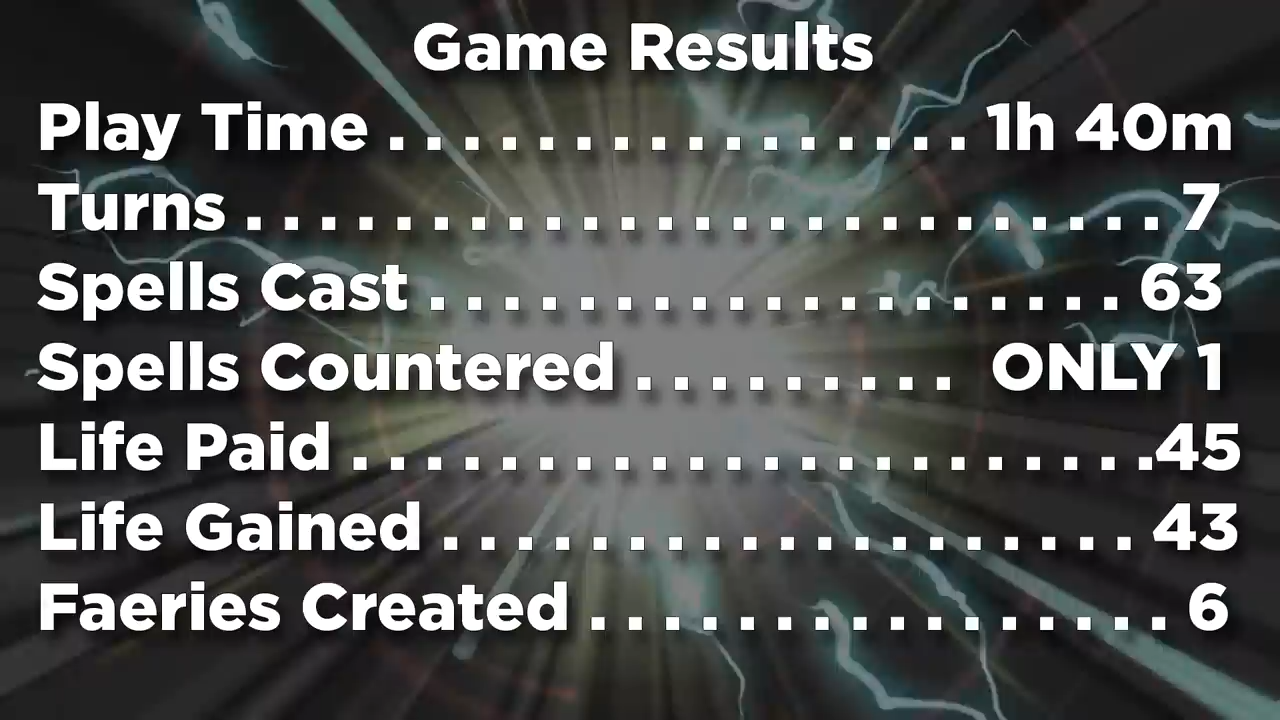 Game Results
Play Time . . . . . . . . . . . . . . . . 1h 40m
Turns . . . . . . . . . . . . . . . . . . . . . . . . . 7
Spells Cast . . . . . . . . . . . . . . . . . . . 63
Spells Countered . . . . . . . . . ONLY 1
Life Paid . . . . . . . . . . . . . . . . . . . . . .45
Life Gained . . . . . . . . . . . . . . . . . . . 43
Faeries Created . . . . . . . . . . . . . . . . 6